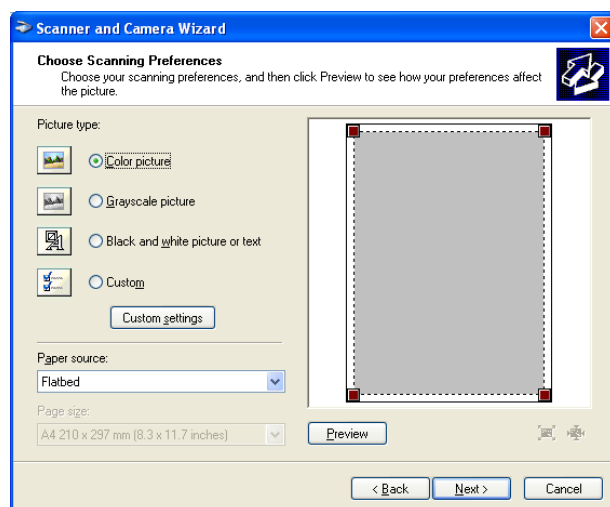 Scanner and Camera Wizard
Choose Scanning Preferences
Choose your scanning preferences, and then click Preview to see how your preferences affect
the picture.
Picture type:
Color picture
Grayscale picture
Black and white picture or text
Custom
Custom settings
Paper source:
Flatbed
Page size:
A4 210 x 297 mm (8.3 x 11.7 inches)
Preview
< Back
Next >
Cancel